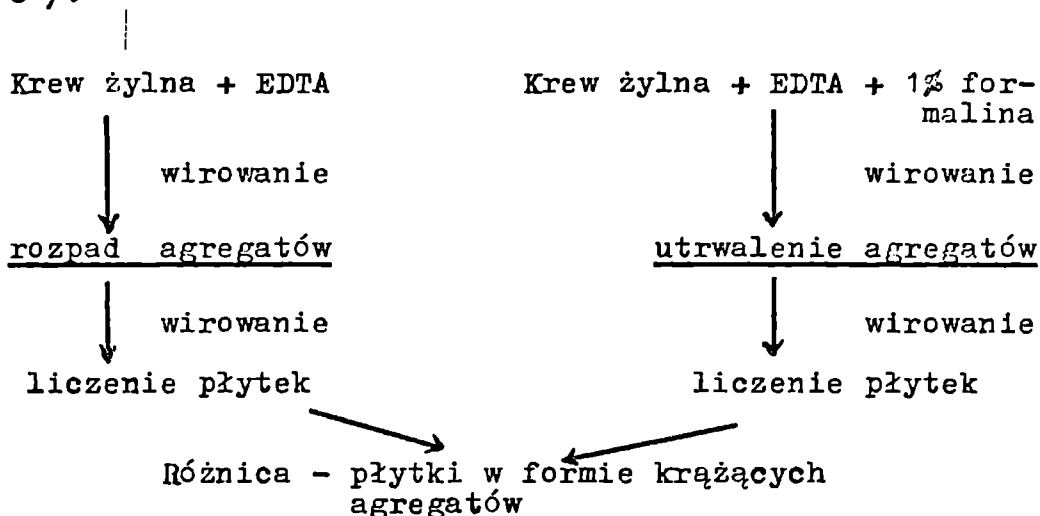 Krew żylna + EDTA
Krew żylna + EDTA + 1% for-
malina
wirowanie
wirowanie
rozpad agregatów
utrwalenie agregatów
wirowanie
wirowanie
liczenie płytek
liczenie płytek
Różnica - płytki w formie krążących
agregatów